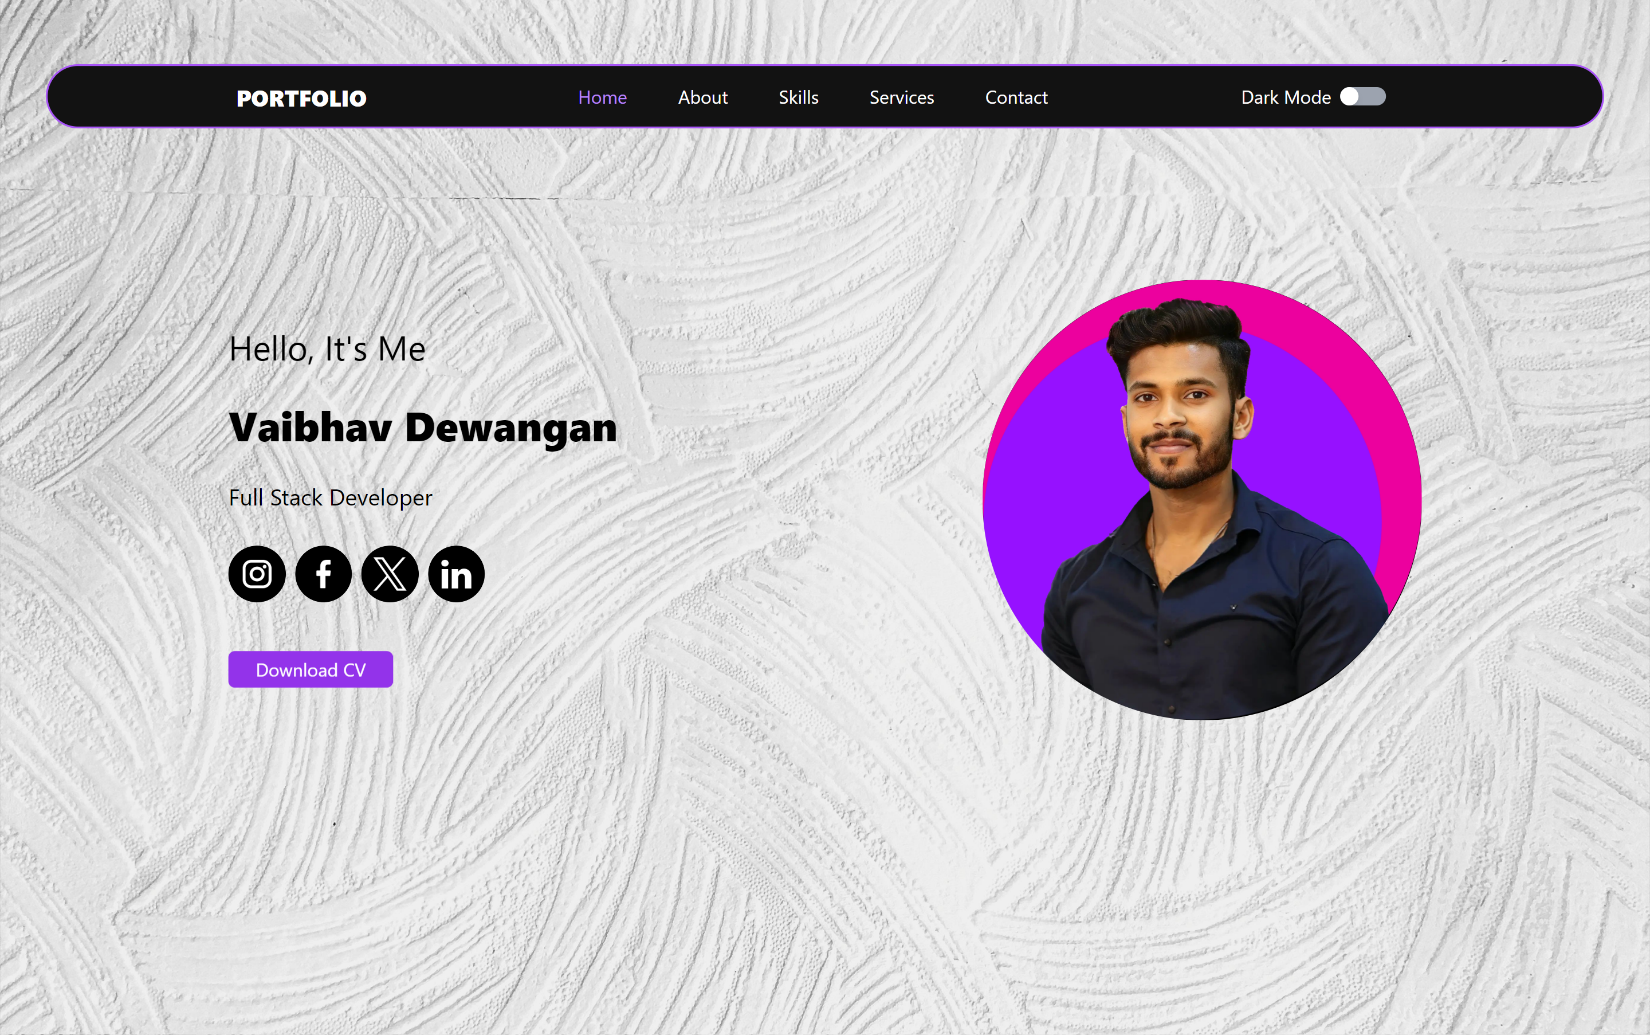 PORTFOLIO
Home About Skills Services Contact
Dark Mode
Hello, It's Me
Vaibhav Dewangan
Full Stack Developer
Download CV